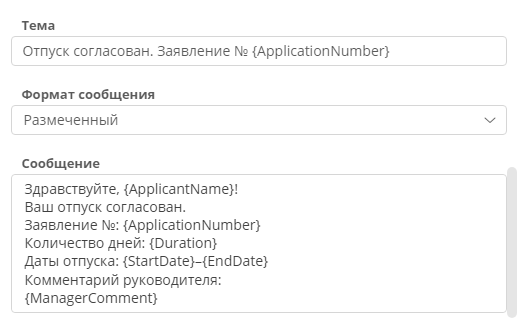 Тема
Отпуск согласован. Заявление № {ApplicationNumber}
Формат сообщения
Размеченный
Сообщение
Здравствуйте, {ApplicantName}!
Ваш отпуск согласован.
Заявление №: {ApplicationNumber}
Количество дней: {Duration}
Даты отпуска: {StartDate}–{EndDate}
Комментарий руководителя:
{ManagerComment}